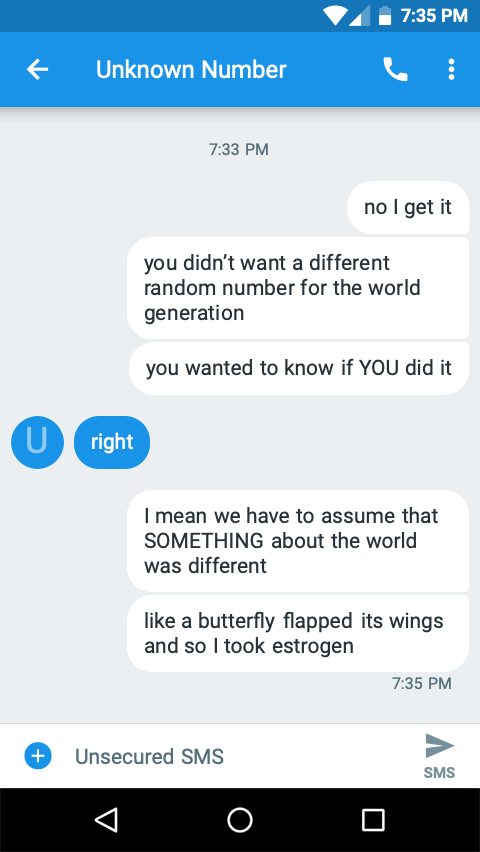 7:35 PM
Unknown Number
7:33 PM
no I get it
you didn’t want a different
random number for the world
generation
you wanted to know if YOU did it
U
right
I mean we have to assume that
SOMETHING about the world
was different
like a butterfly flapped its wings
and so I took estrogen
7:35 PM
Unsecured SMS
SMS